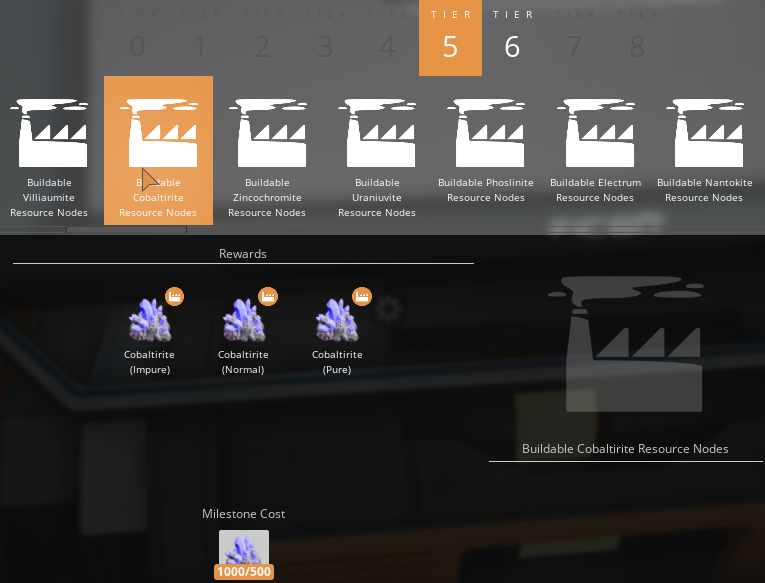 TIER TIER TIER TIER TIER TIER TIER TIER TIER
0 1 2 3 4 5 6 7 8
Buildable Villiaumite Resource Nodes
Buildable Cobaltirite Resource Nodes
Buildable Zincochromite Resource Nodes
Buildable Uraniuvite Resource Nodes
Buildable Phoslinite Resource Nodes
Buildable Electrum Resource Nodes
Buildable Nantokite Resource Nodes
Rewards
Cobaltirite
(Impure)
Cobaltirite
(Normal)
Cobaltirite
(Pure)
Buildable Cobaltirite Resource Nodes
Milestone Cost
1000/500